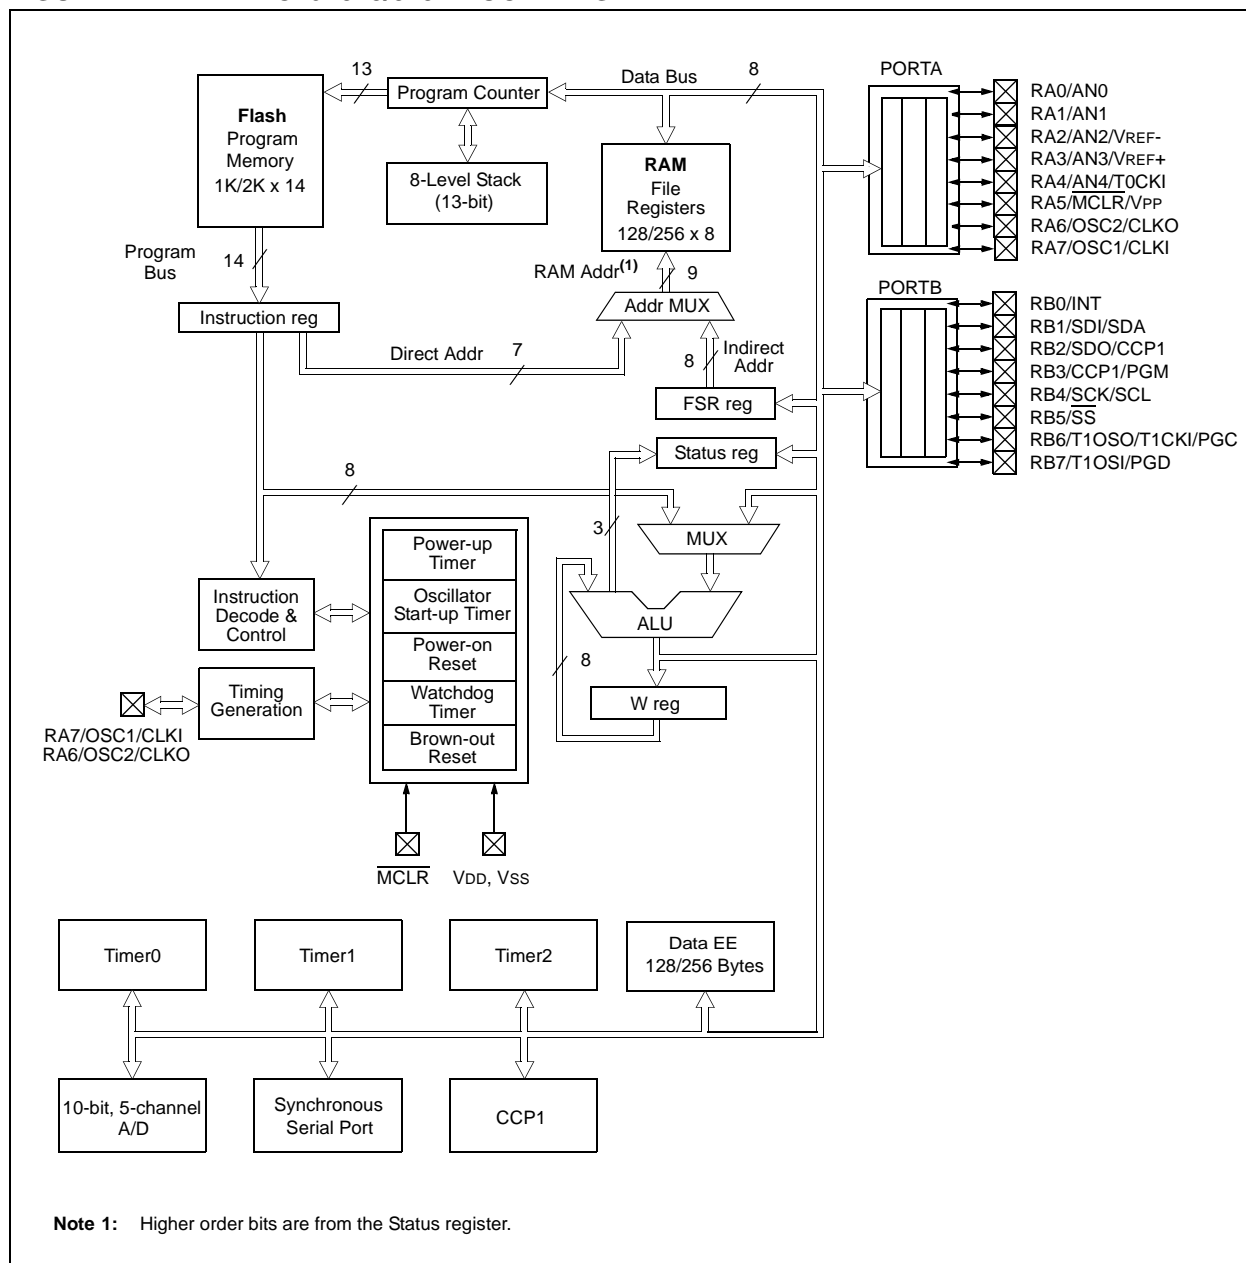 13
Program Counter
Data Bus
8
PORTA
Flash
Program
Memory
1K/2K x 14
8-Level Stack
(13-bit)
RAM
File
Registers
128/256 x 8
RA0/AN0
RA1/AN1
RA2/AN2/VREF-
RA3/AN3/VREF+
RA4/AN4/T0CKI
RA5/MCLR/VPP
RA6/OSC2/CLKO
RA7/OSC1/CLKI
Program
Bus
14
RAM Addr(1)
9
PORTB
Instruction reg
Addr MUX
RB0/INT
RB1/SDI/SDA
RB2/SDO/CCP1
RB3/CCP1/PGM
RB4/SCK/SCL
RB5/SS
RB6/T1OSO/T1CKI/PGC
RB7/T1OSI/PGD
Direct Addr
7
8
Indirect
Addr
FSR reg
Status reg
8
3
MUX
Power-up
Timer
Oscillator
Start-up Timer
Power-on
Reset
Watchdog
Timer
Brown-out
Reset
Instruction
Decode &
Control
ALU
8
W reg
Timing
Generation
RA7/OSC1/CLKI
RA6/OSC2/CLKO
MCLR
VDD, VSS
Timer0
Timer1
Timer2
Data EE
128/256 Bytes
10-bit, 5-channel
A/D
Synchronous
Serial Port
CCP1
Note 1: Higher order bits are from the Status register.